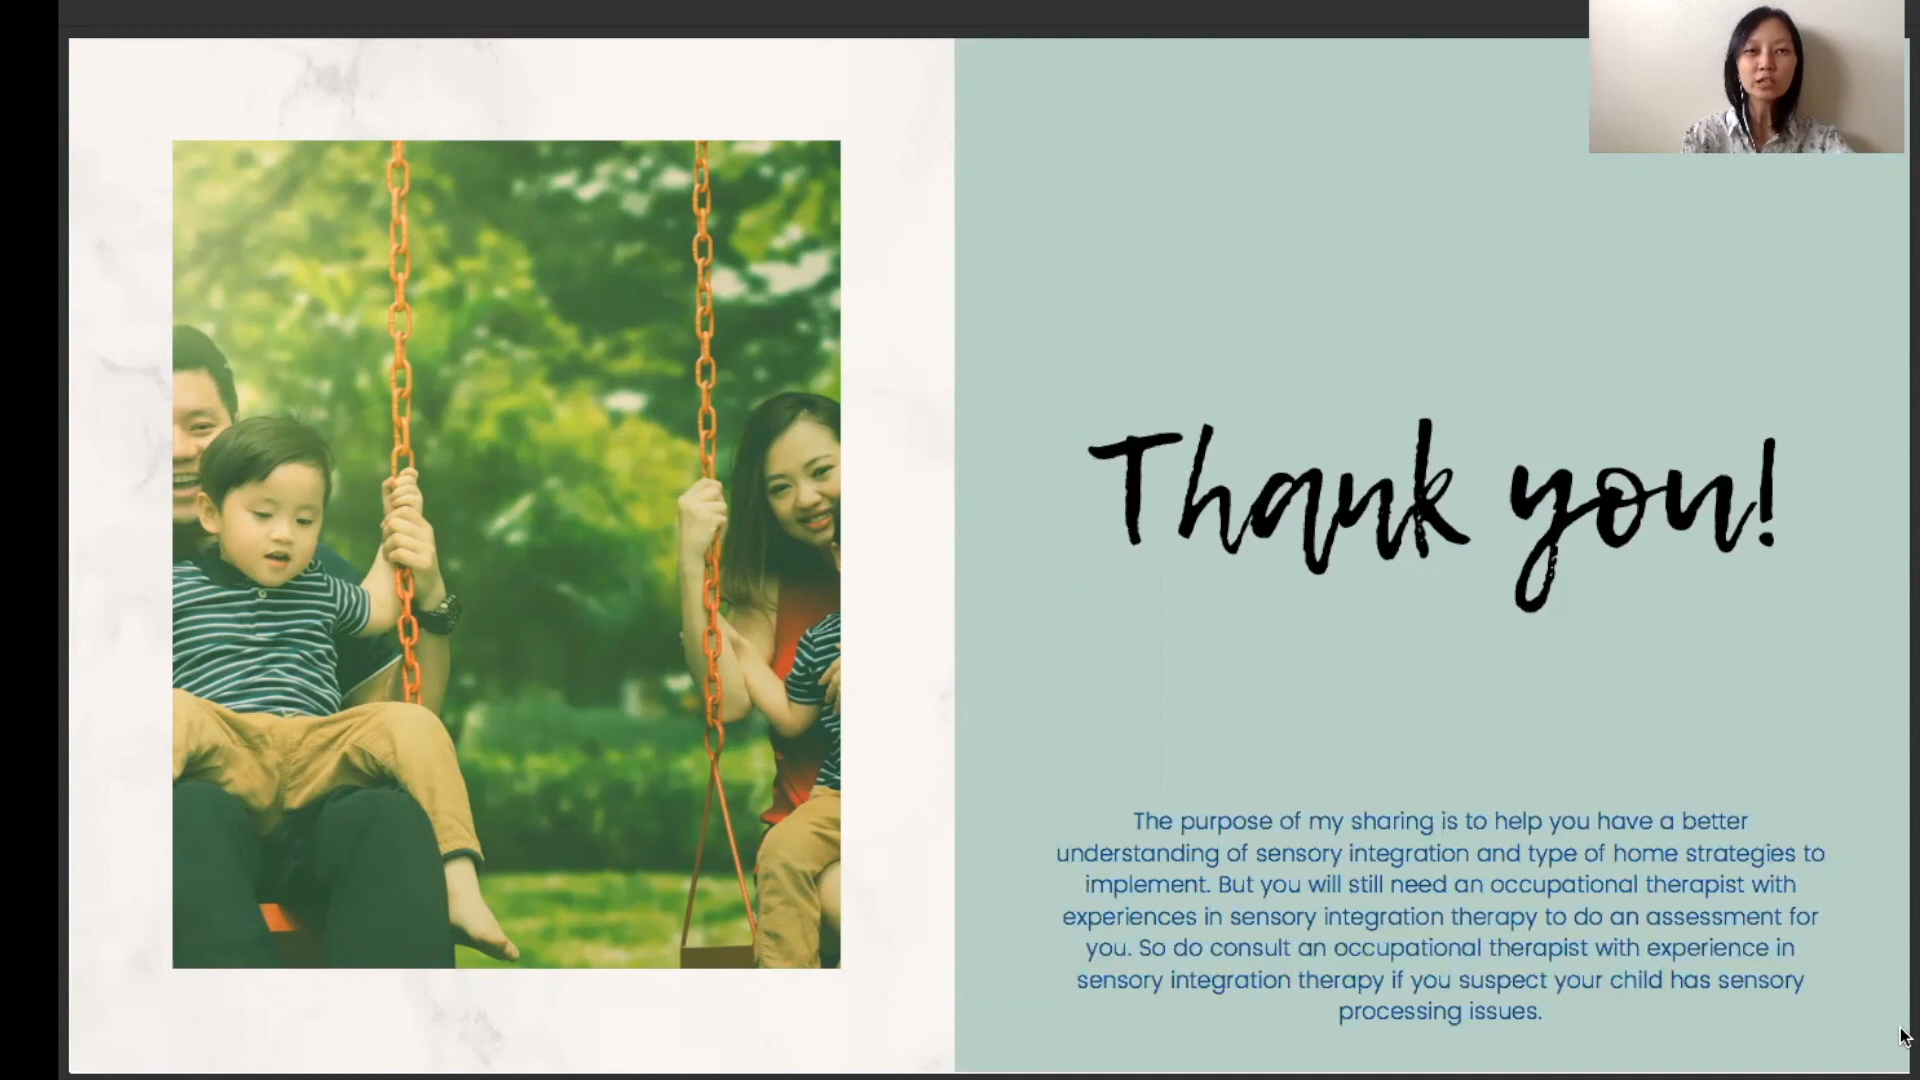 Thank you!
The purpose of my sharing is to help you have a better
understanding of sensory integration and type of home strategies to
implement. But you will still need an occupational therapist with
experiences in sensory integration therapy to do an assessment for
you. So do consult an occupational therapist with experience in
sensory integration therapy if you suspect your child has sensory
processing issues.